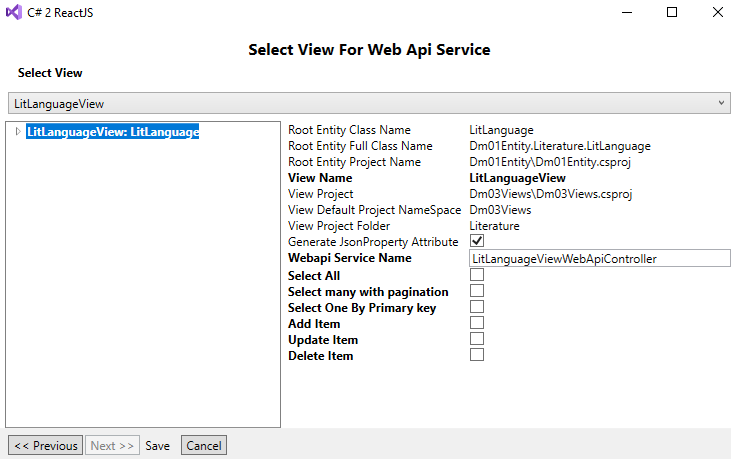 C# 2 ReactJS
Select View For Web Api Service
Select View
LitLanguageView
LitLanguageView: LitLanguage
Root Entity Class Name LitLanguage
Root Entity Full Class Name Dm01Entity.Literature.LitLanguage
Root Entity Project Name Dm01Entity\Dm01Entity.csproj
View Name LitLanguageView
View Project Dm03Views\Dm03Views.csproj
View Default Project NameSpace Dm03Views
View Project Folder Literature
Generate JsonProperty Attribute
Webapi Service Name LitLanguageViewWebApiController
Select All
Select many with pagination
Select One By Primary key
Add Item
Update Item
Delete Item
<< Previous Next >> Save Cancel